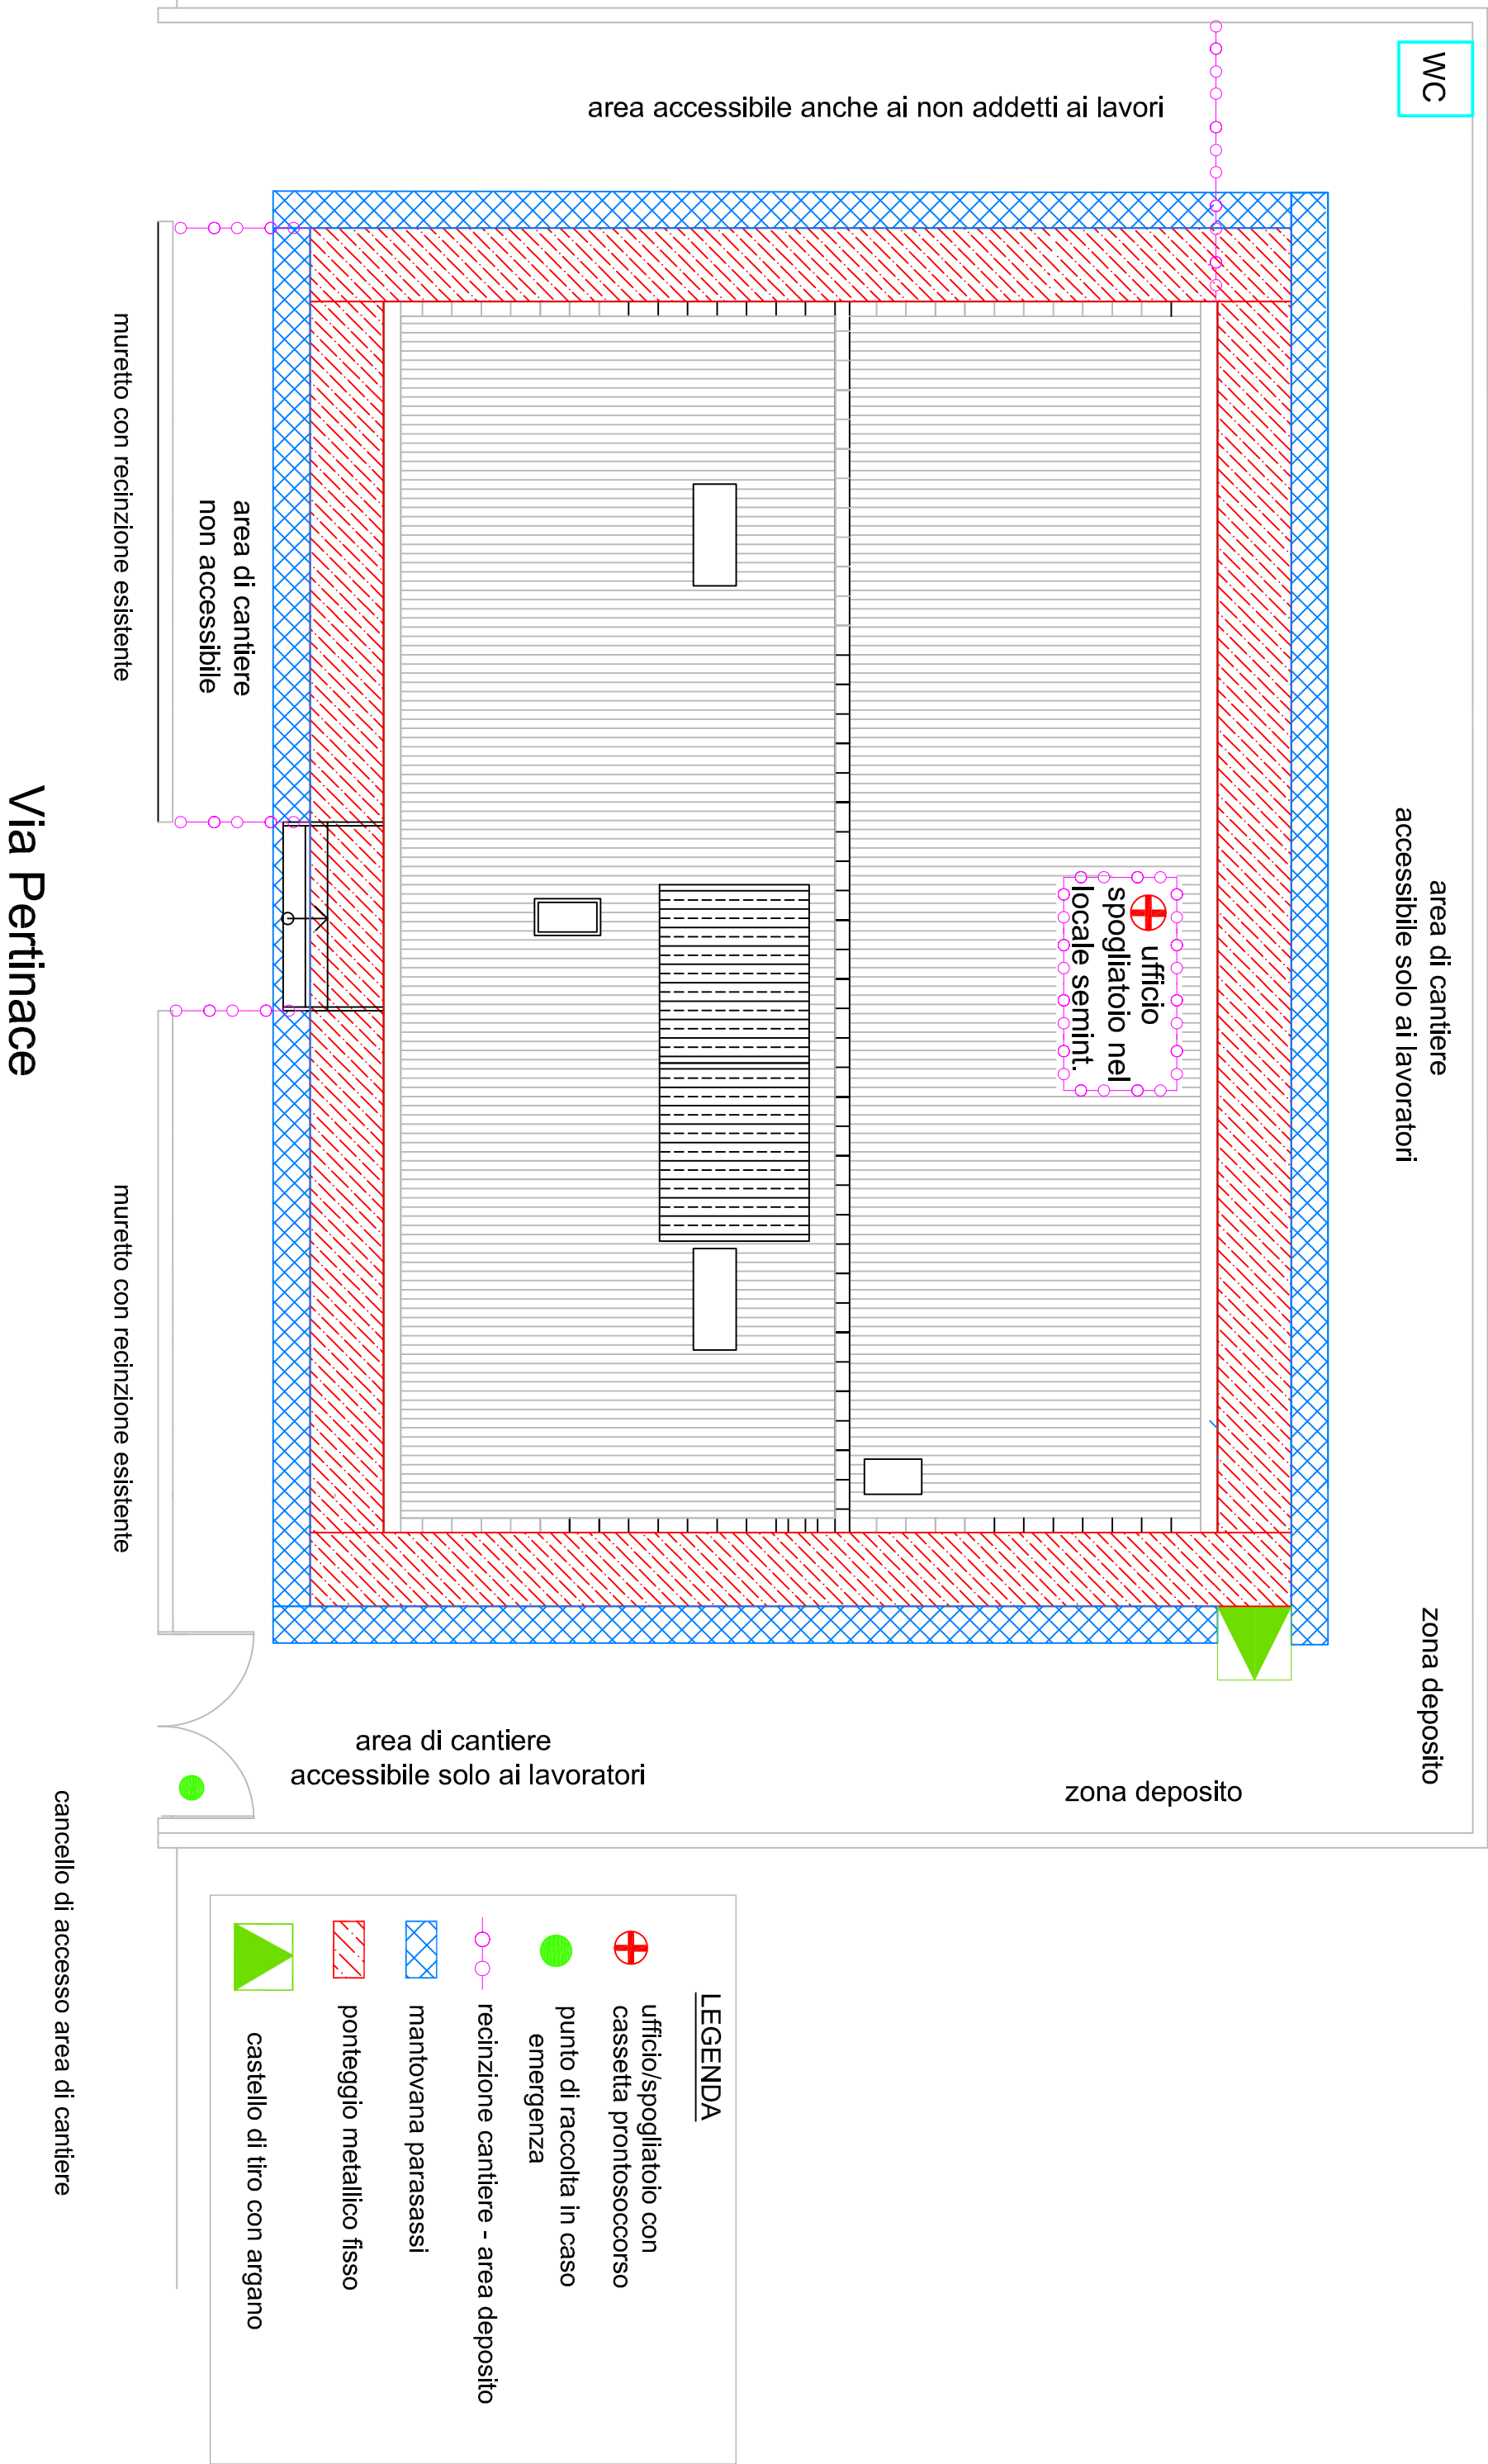 WC
area accessibile anche ai non addetti ai lavori
area di cantiere
accessibile solo ai lavoratori
ufficio
spogliatoio nel
locale semint.
area di cantiere
non accessibile
muretto con recinzione esistente
muretto con recinzione esistente
Via Pertinace
zona deposito
zona deposito
area di cantiere
accessibile solo ai lavoratori
cancello di accesso area di cantiere
LEGENDA
ufficio/spogliatoio con
cassetta prontosoccorso
punto di raccolta in caso
emergenza
recinzione cantiere - area deposito
mantovana parasassi
ponteggio metallico fisso
castello di tiro con argano